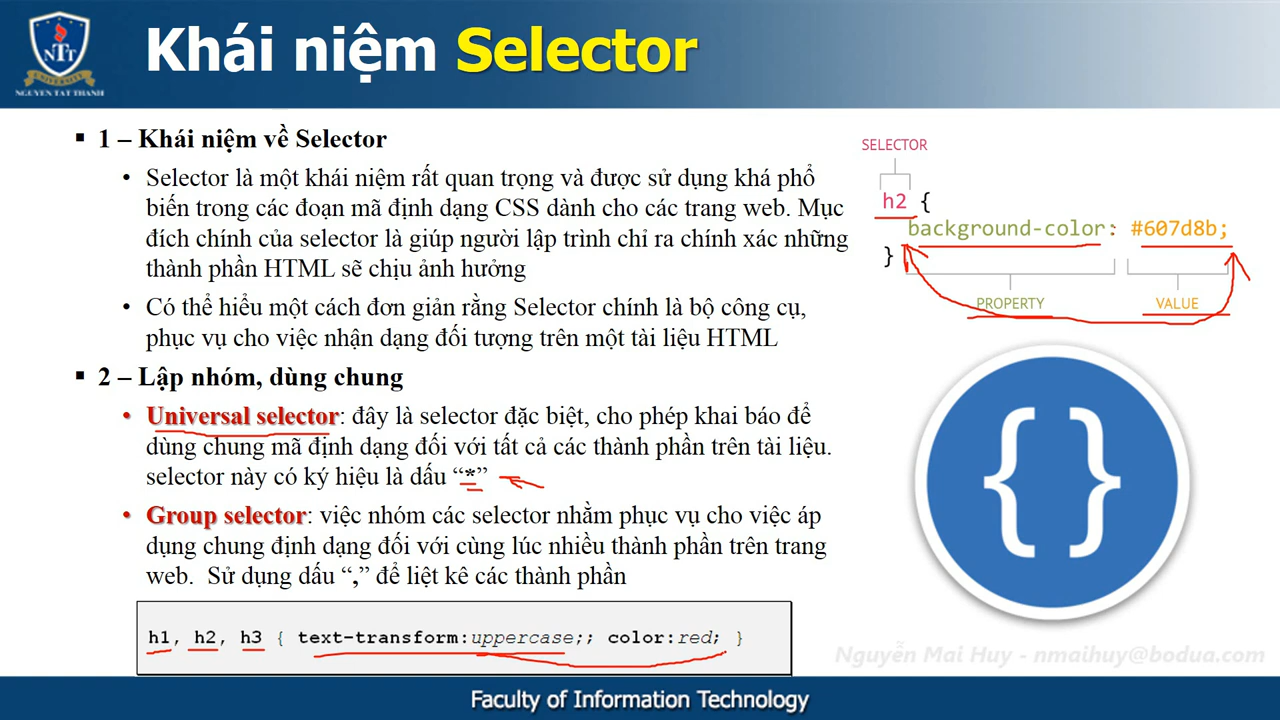 NTT
UNIVERSITY
NGUYEN TAT THANH
Khái niệm Selector
1 – Khái niệm về Selector
Selector là một khái niệm rất quan trọng và được sử dụng khá phổ
biến trong các đoạn mã định dạng CSS dành cho các trang web. Mục
đích chính của selector là giúp người lập trình chỉ ra chính xác những
thành phần HTML sẽ chịu ảnh hưởng
Có thể hiểu một cách đơn giản rằng Selector chính là bộ công cụ,
phục vụ cho việc nhận dạng đối tượng trên một tài liệu HTML
2 – Lập nhóm, dùng chung
Universal selector: đây là selector đặc biệt, cho phép khai báo để
dùng chung mã định dạng đối với tất cả các thành phần trên tài liệu.
selector này có ký hiệu là dấu “*”
Group selector: việc nhóm các selector nhằm phục vụ cho việc áp
dụng chung định dạng đối với cùng lúc nhiều thành phần trên trang
web.  Sử dụng dấu “,” để liệt kê các thành phần
h1, h2, h3 { text-transform:uppercase;; color:red; }
SELECTOR
h2 {
background-color: #607d8b;
}
PROPERTY VALUE
{ }
Nguyễn Mai Huy - nmaihuy@bodua.com
Faculty of Information Technology